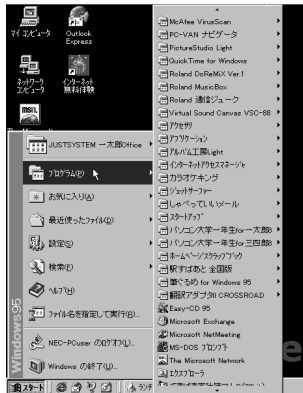 マイ コンピュータ
Outlook
Express
ネットワーク
コンピュータ
インターネット
無料体験
msn.
JUSTSYSTEM 一太郎Office
プログラム(P)
お気に入り(A)
最近使ったファイル(D)
設定(S)
検索(F)
ヘルプ(H)
ファイル名を指定して実行(R)...
NEC-PCuser のログオフ(L)...
Windows の終了(U)...
Windows95
スタート
McAfee VirusScan
PC-VAN ナビゲータ
PictureStudio Light
QuickTime for Windows
Roland DoReMiX Ver.1
Roland MusicBox
Roland 通信ジューク
Virtual Sound Canvas VSC-88
アクセサリ
アプリケーション
アルバム工房Light
インターネットアクセスマネージャ
カラオケキング
ジェットサーファー
しゃべっていいメール
スタートアップ
パソコン大学一年生for一太郎8
パソコン大学一年生for三四郎8
ホームページスクラップブック
駅すぱあと 全国版
筆ぐるめ for Windows 95
翻訳アダプタII CROSSROAD
Easy-CD 95
Microsoft Exchange
Microsoft NetMeeting
MS-DOS プロンプト
The Microsoft Network
エクスプローラ